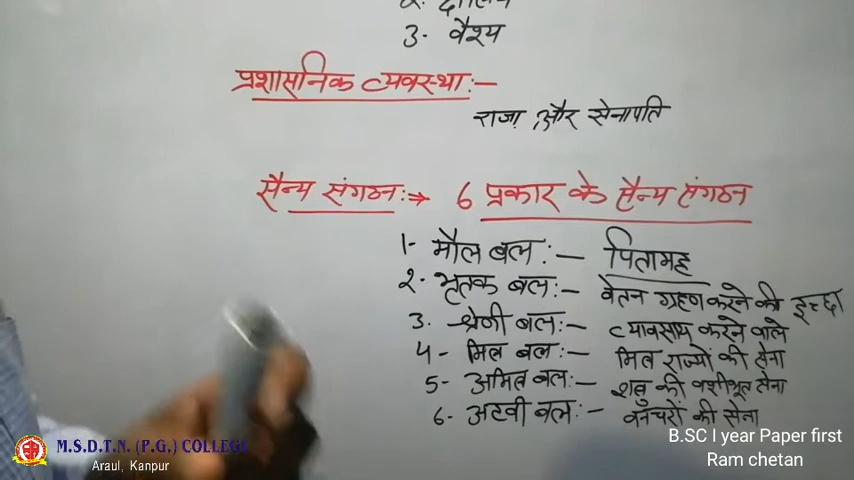 3- वैश्य
प्रशासनिक व्यवस्था:-
राजा और सेनापति
सैन्य संगठन:→ 6 प्रकार के सैन्य संगठन
1- मौल बल:- पितामह
2- भृतक बल:- वेतन ग्रहण करने की इच्छा
3- श्रेणी बल:- व्यावसाय करने वाले
4- मित्र बल:- मित्र राज्यों की सेना
5- अमित्र बल:- शत्रु की वशीभूत सेना
6- अटवी बल:- वनचरों की सेना
B.SC I year Paper first
Ram chetan
M.S.D.T.N. (P.G.) COLLEGE
Araul, Kanpur